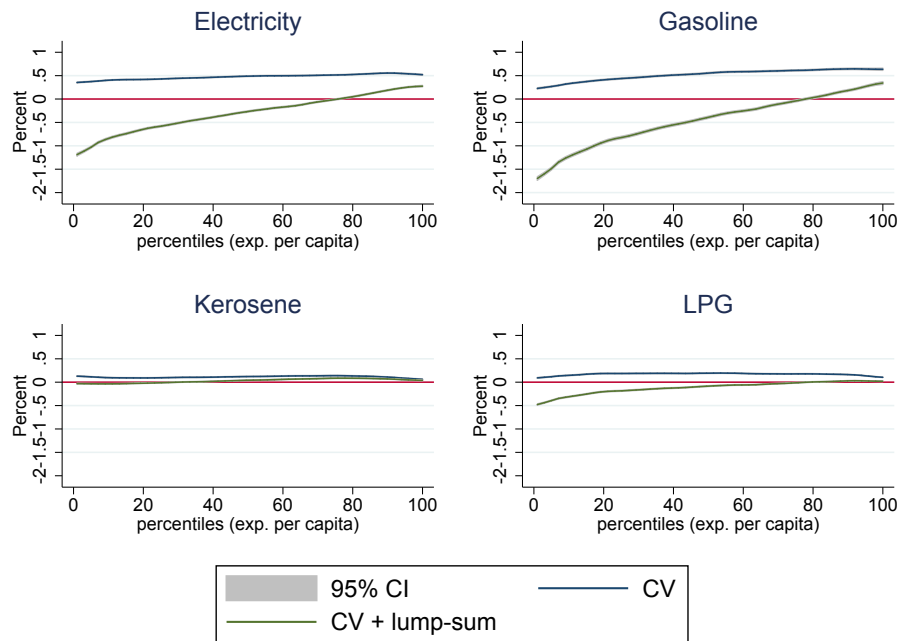 Electricity
Percent
-2-1.5-1 -.5 0 .5 1
0 20 40 60 80 100
percentiles (exp. per capita)
Gasoline
Percent
-2-1.5-1 -.5 0 .5 1
0 20 40 60 80 100
percentiles (exp. per capita)
Kerosene
Percent
-2-1.5-1 -.5 0 .5 1
0 20 40 60 80 100
percentiles (exp. per capita)
LPG
Percent
-2-1.5-1 -.5 0 .5 1
0 20 40 60 80 100
percentiles (exp. per capita)
95% CI CV
CV + lump-sum